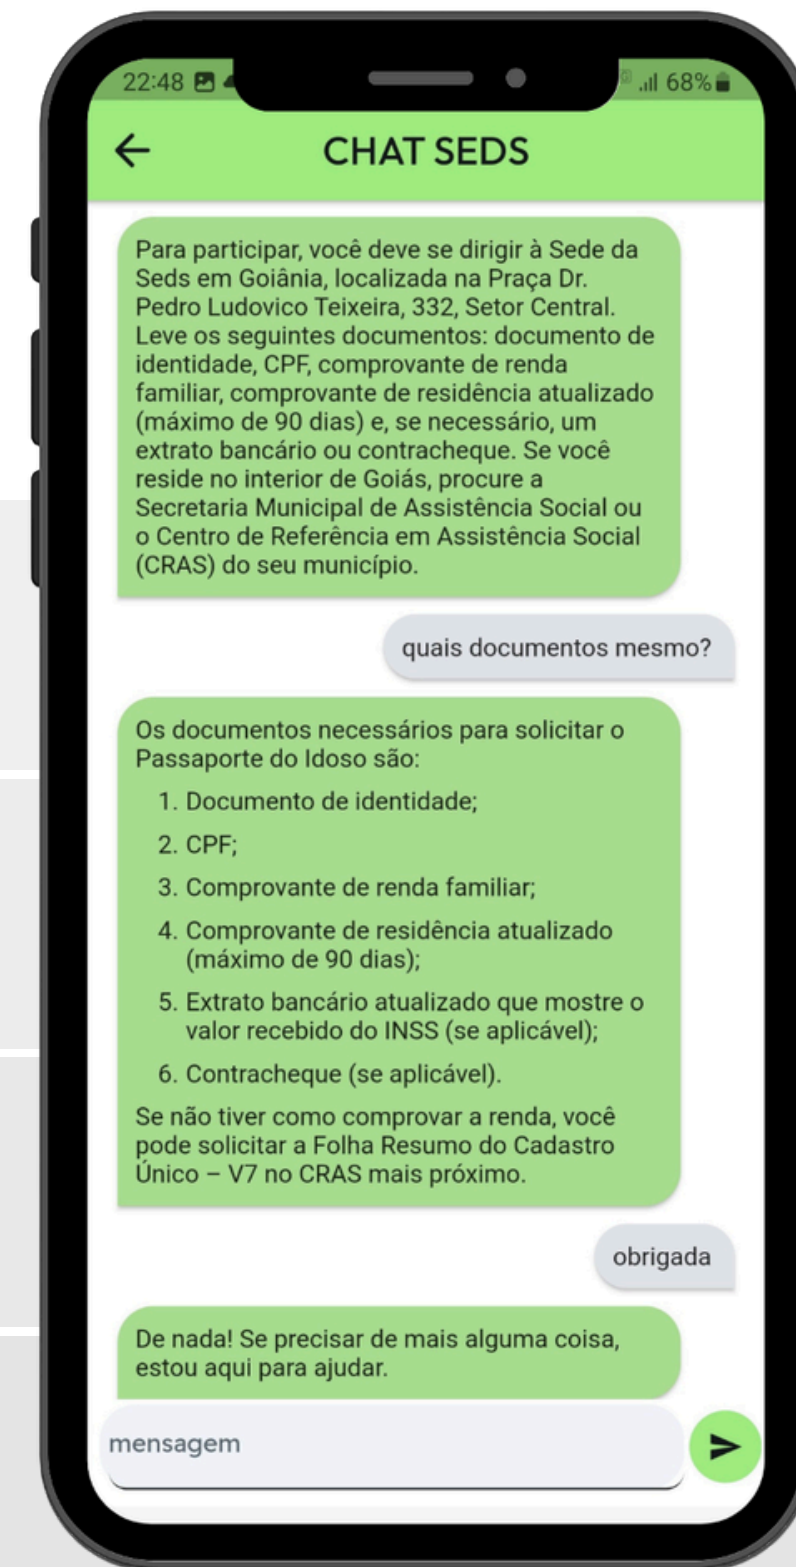 22:48
68%
CHAT SEDS
Para participar, você deve se dirigir à Sede da
Seds em Goiânia, localizada na Praça Dr.
Pedro Ludovico Teixeira, 332, Setor Central.
Leve os seguintes documentos: documento de
identidade, CPF, comprovante de renda
familiar, comprovante de residência atualizado
(máximo de 90 dias) e, se necessário, um
extrato bancário ou contracheque. Se você
reside no interior de Goiás, procure a
Secretaria Municipal de Assistência Social ou
o Centro de Referência em Assistência Social
(CRAS) do seu município.
quais documentos mesmo?
Os documentos necessários para solicitar o
Passaporte do Idoso são:
1. Documento de identidade;
2. CPF;
3. Comprovante de renda familiar;
4. Comprovante de residência atualizado
(máximo de 90 dias);
5. Extrato bancário atualizado que mostre o
valor recebido do INSS (se aplicável);
6. Contracheque (se aplicável).
Se não tiver como comprovar a renda, você
pode solicitar a Folha Resumo do Cadastro
Único – V7 no CRAS mais próximo.
obrigada
De nada! Se precisar de mais alguma coisa,
estou aqui para ajudar.
mensagem